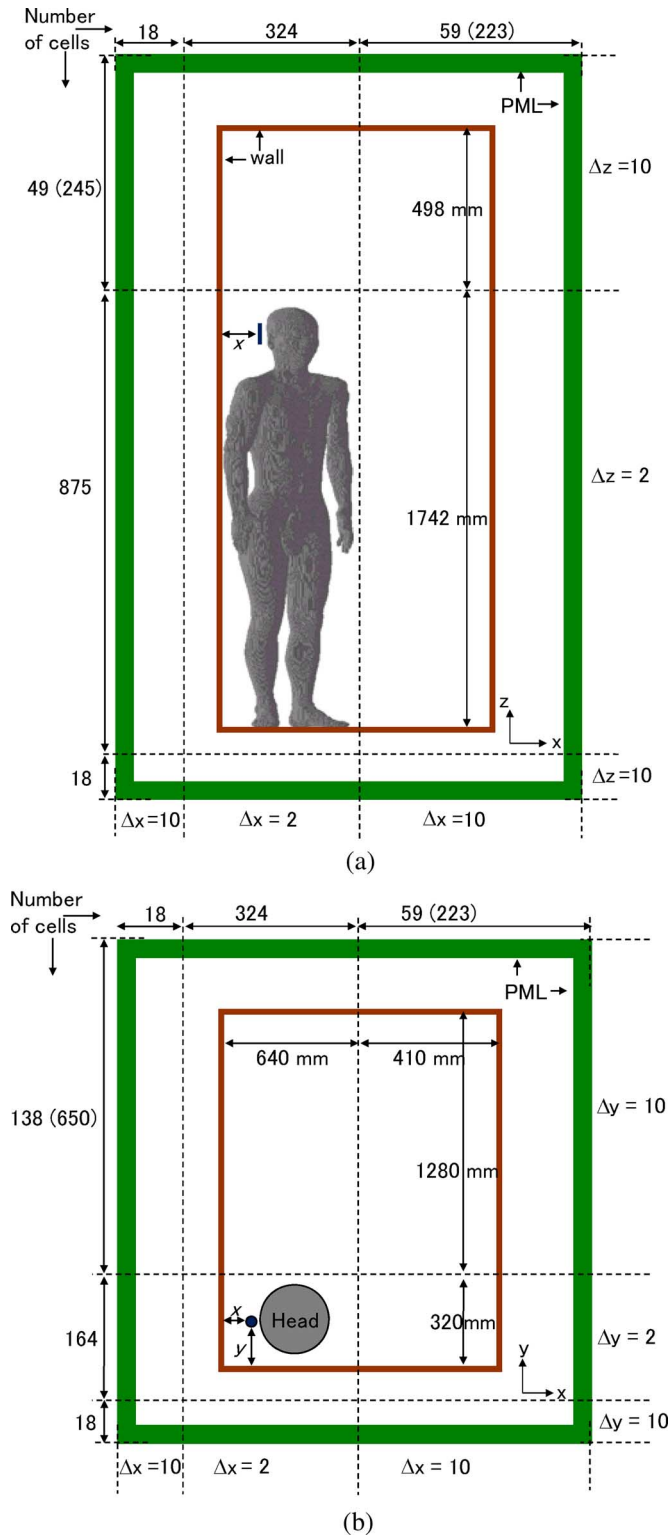 Number
of cells
18
324
59 (223)
PML
wall
49 (245)
Δz =10
498 mm
x
875
1742 mm
Δz = 2
z
x
18
Δz=10
Δx =10
Δx = 2
Δx =10
(a)
Number
of cells
18
324
59 (223)
PML
640 mm
410 mm
138 (650)
Δy = 10
1280 mm
x
Head
y
320mm
164
Δy = 2
y
x
18
Δy = 10
Δx =10
Δx = 2
Δx = 10
(b)